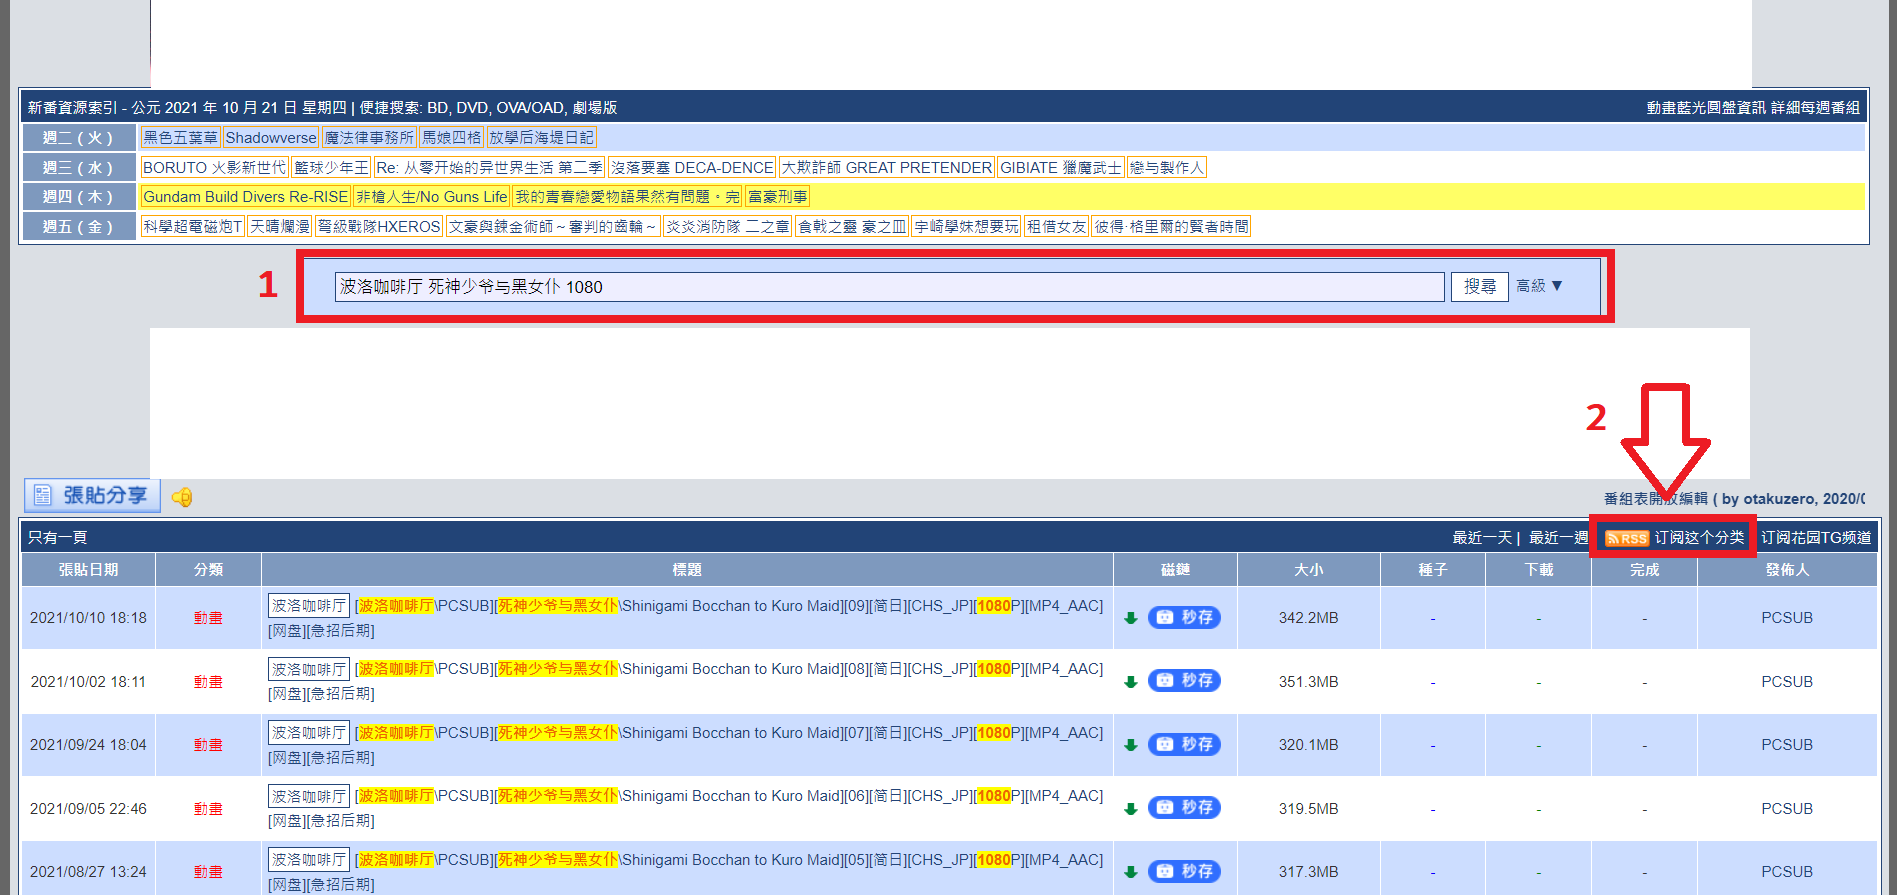 新番資源索引 - 公元 2021 年 10 月 21 日 星期四 | 便捷搜索: BD, DVD, OVA/OAD, 劇場版 動畫藍光圓盤資訊 詳細每週番組
週二 ( 火 ) 黑色五葉草 Shadowverse 魔法律事務所 馬娘四格 放學后海堤日記
週三 ( 水 ) BORUTO 火影新世代 籃球少年王 Re: 从零开始的异世界生活 第二季 沒落要塞 DECA-DENCE 大欺詐師 GREAT PRETENDER GIBIATE 獵魔武士 戀与製作人
週四 ( 木 ) Gundam Build Divers Re-RISE 非槍人生/No Guns Life 我的青春戀愛物語果然有問題。完 富豪刑事
週五 ( 金 ) 科學超電磁炮T 天晴爛漫 弩級戰隊HXEROS 文豪與鍊金術師～審判的齒輪～ 炎炎消防隊 二之章 食戟之靈 豪之皿 宇崎學妹想要玩 租借女友 彼得·格里爾的賢者時間
1
波洛咖啡厅 死神少爷与黑女仆 1080 搜尋 高級 ▼
2
張貼分享 番組表開放編輯 ( by otakuzero, 2020/0
只有一頁 最近一天 | 最近一週 RSS 订阅这个分类 订阅花园TG频道
張貼日期 分類 標題 磁鏈 大小 種子 下載 完成 發佈人
2021/10/10 18:18 動畫 波洛咖啡厅 [波洛咖啡厅\PCSUB][死神少爷与黑女仆\Shinigami Bocchan to Kuro Maid][09][简日][CHS_JP][1080P][MP4_AAC] 秒存 342.2MB - - - PCSUB
[网盘][急招后期]
2021/10/02 18:11 動畫 波洛咖啡厅 [波洛咖啡厅\PCSUB][死神少爷与黑女仆\Shinigami Bocchan to Kuro Maid][08][简日][CHS_JP][1080P][MP4_AAC] 秒存 351.3MB - - - PCSUB
[网盘][急招后期]
2021/09/24 18:04 動畫 波洛咖啡厅 [波洛咖啡厅\PCSUB][死神少爷与黑女仆\Shinigami Bocchan to Kuro Maid][07][简日][CHS_JP][1080P][MP4_AAC] 秒存 320.1MB - - - PCSUB
[网盘][急招后期]
2021/09/05 22:46 動畫 波洛咖啡厅 [波洛咖啡厅\PCSUB][死神少爷与黑女仆\Shinigami Bocchan to Kuro Maid][06][简日][CHS_JP][1080P][MP4_AAC] 秒存 319.5MB - - - PCSUB
[网盘][急招后期]
2021/08/27 13:24 動畫 波洛咖啡厅 [波洛咖啡厅\PCSUB][死神少爷与黑女仆\Shinigami Bocchan to Kuro Maid][05][简日][CHS_JP][1080P][MP4_AAC] 秒存 317.3MB - - - PCSUB
[网盘][急招后期]